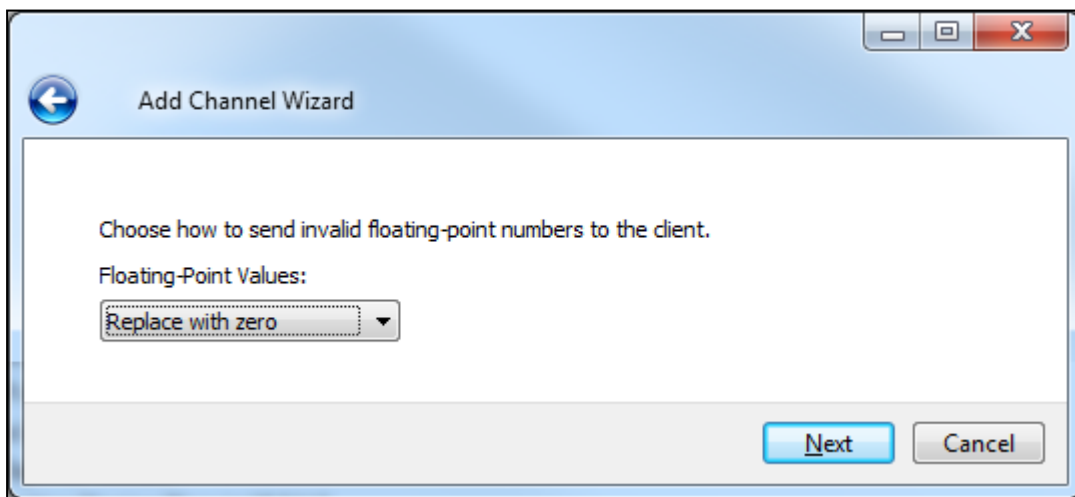 Add Channel Wizard
Choose how to send invalid floating-point numbers to the client.
Floating-Point Values:
Replace with zero
Next
Cancel